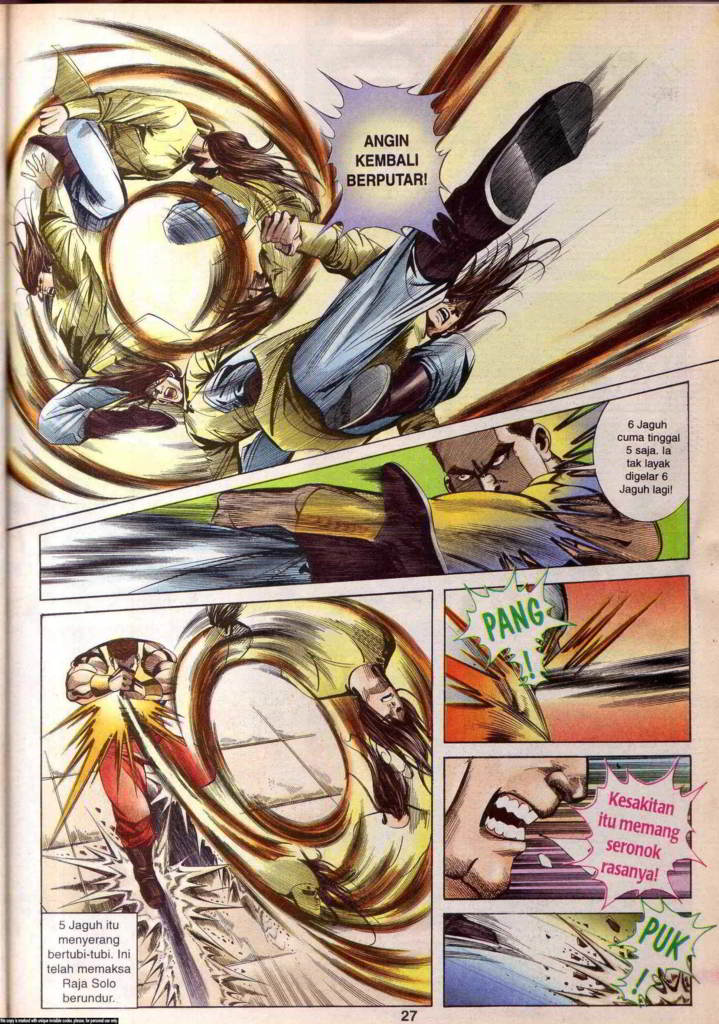 ANGIN
KEMBALI
BERPUTAR!
6 Jaguh
cuma tinggal
5 saja. Ia
tak layak
digelar 6
Jaguh lagi!
PANG
!
Kesakitan
itu memang
seronok
rasanya!
5 Jaguh itu
menyerang
bertubi-tubi. Ini
telah memaksa
Raja Solo
berundur.
PUK
!
27